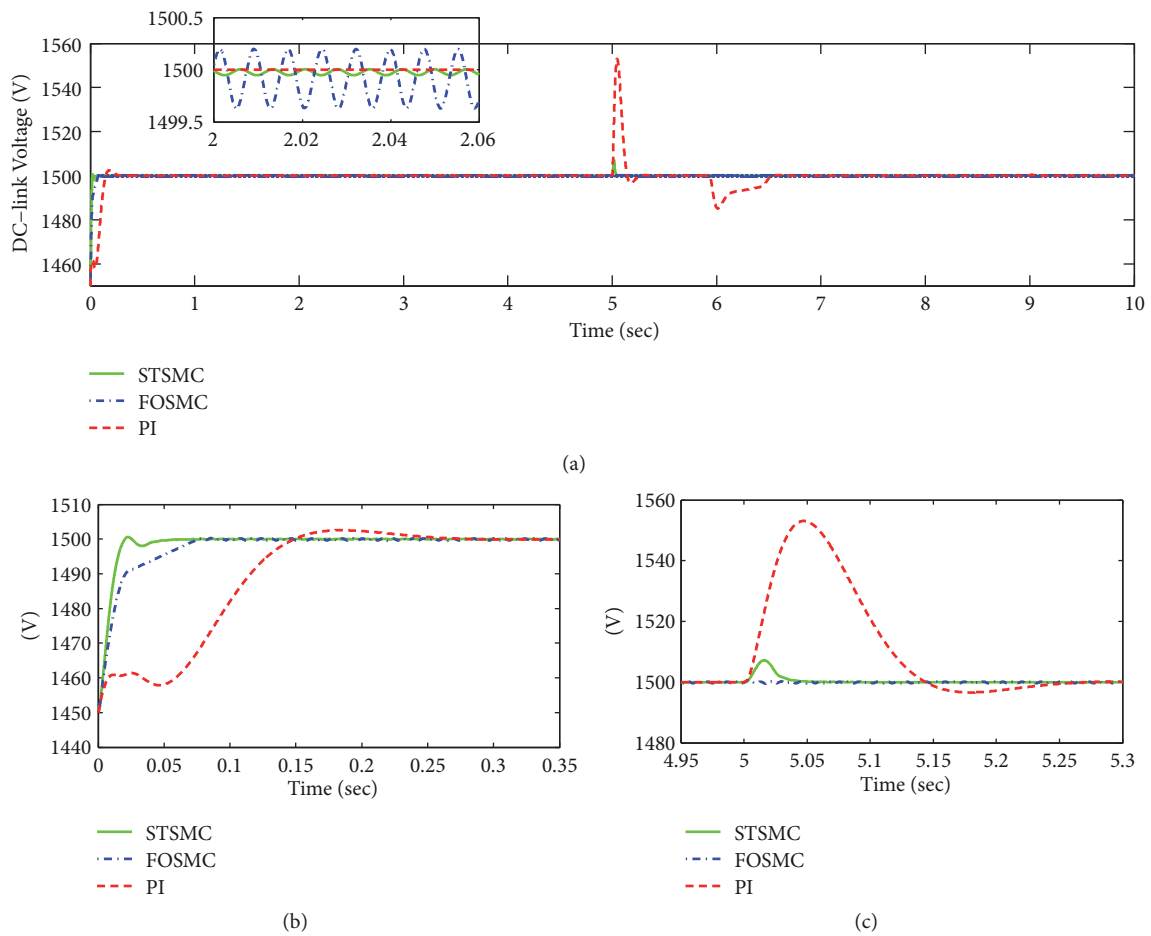 1500.5
1500
1499.5
2 2.02 2.04 2.06
DC−link Voltage (V)
1560
1540
1520
1500
1480
1460
0 1 2 3 4 5 6 7 8 9 10
Time (sec)
STSMC
FOSMC
PI
(a)
(V)
1510
1500
1490
1480
1470
1460
1450
1440
0 0.05 0.1 0.15 0.2 0.25 0.3 0.35
Time (sec)
STSMC
FOSMC
PI
(b)
(V)
1560
1540
1520
1500
1480
4.95 5 5.05 5.1 5.15 5.2 5.25 5.3
Time (sec)
STSMC
FOSMC
PI
(c)